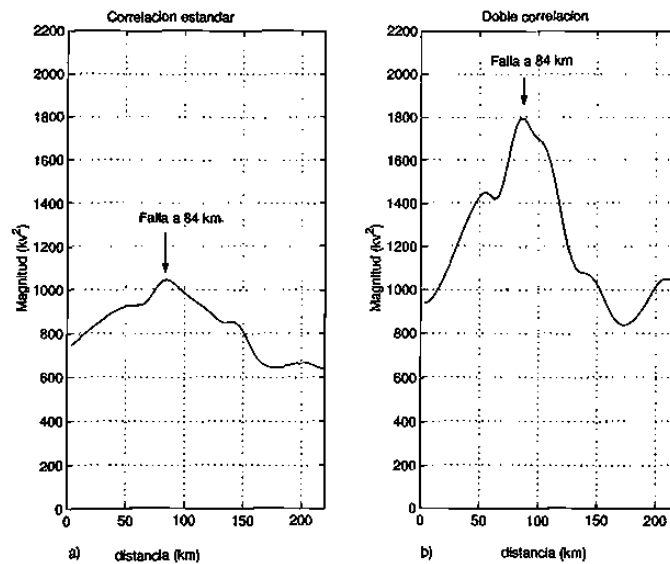 Correlacion estandar
2200
2000
1800
1600
1400
1200
1000
800
600
400
200
0
Magnitud (kv²)
Falla a 84 km.
0 50 100 150 200
a) distancia (km)
Doble correlacion
2200
2000
1800
1600
1400
1200
1000
800
600
400
200
0
Magnitud (kv²)
Falla a 84 km
0 50 100 150 200
b) distancia (km)